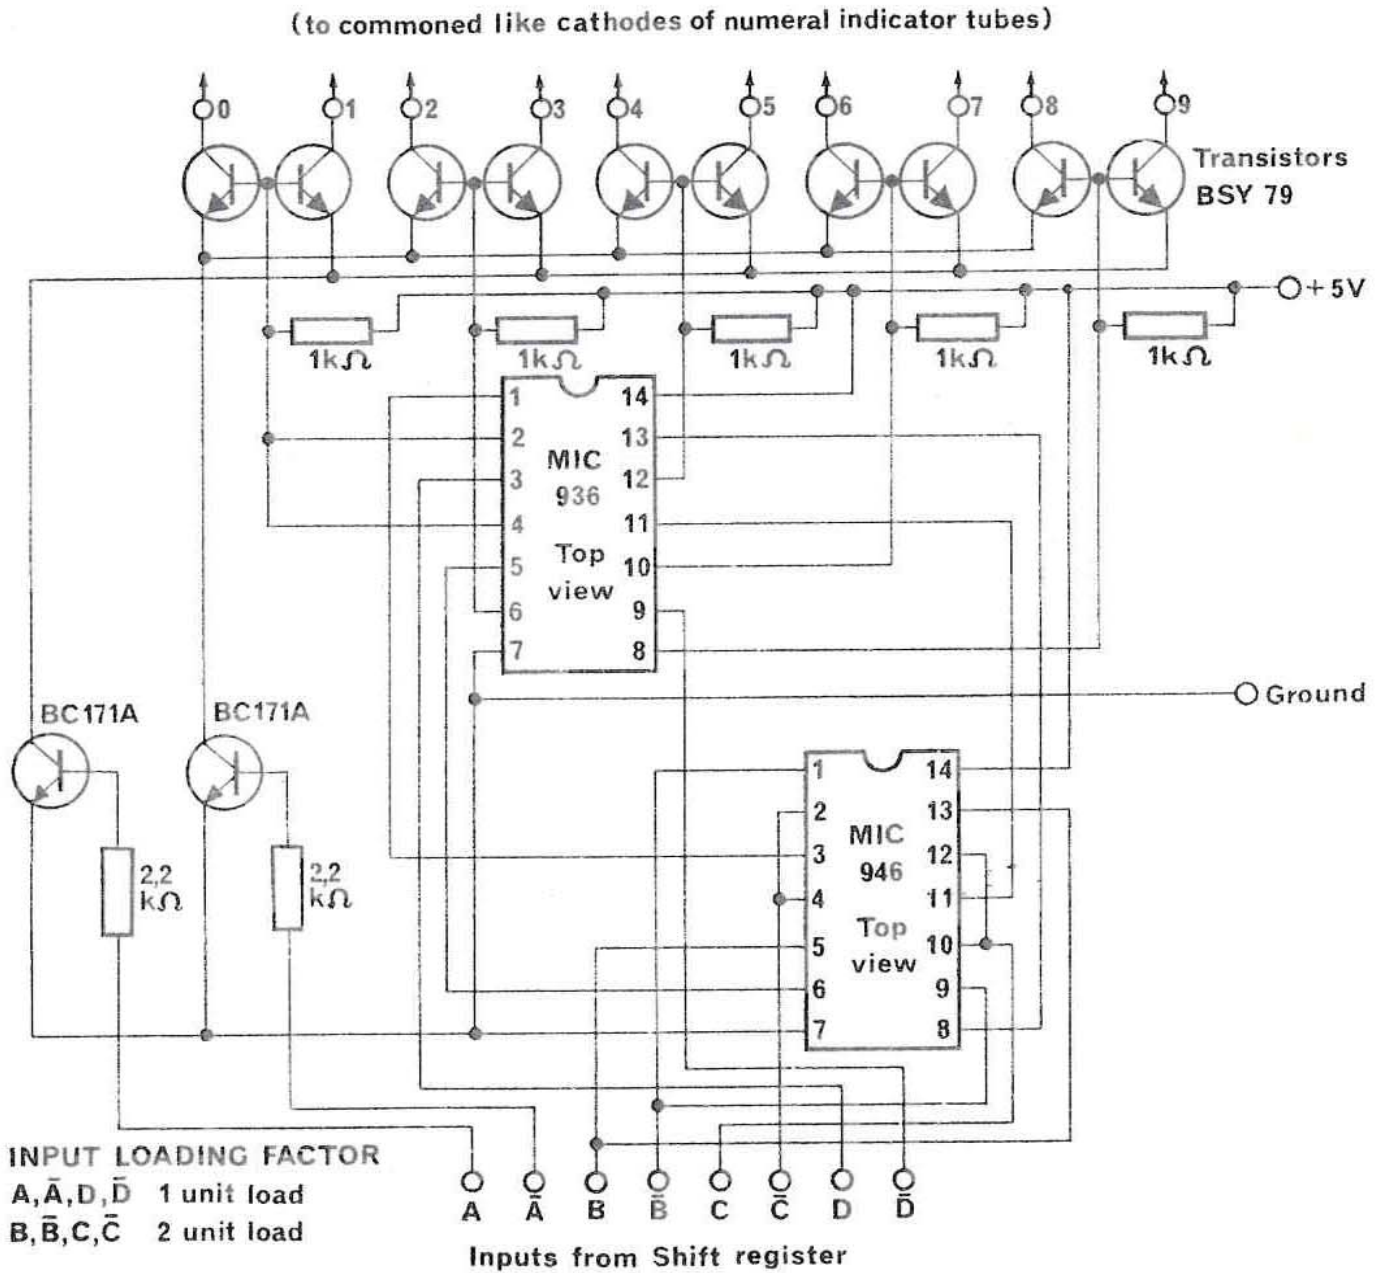 (to commoned like cathodes of numeral indicator tubes)
0 1 2 3 4 5 6 7 8 9
Transistors
BSY 79
+5V
1kΩ 1kΩ 1kΩ 1kΩ 1kΩ
1 14
2 13
MIC
3 12
936
4 11
Top
5 10
view
6 9
7 8
Ground
BC171A BC171A
1 14
2 13
MIC
3 12
946
4 11
Top
5 10
view
6 9
7 8
2,2
kΩ
2,2
kΩ
INPUT LOADING FACTOR
A, Ā, D, D̄ 1 unit load
B, B̄, C, C̄ 2 unit load
A Ā B B̄ C C̄ D D̄
Inputs from Shift register